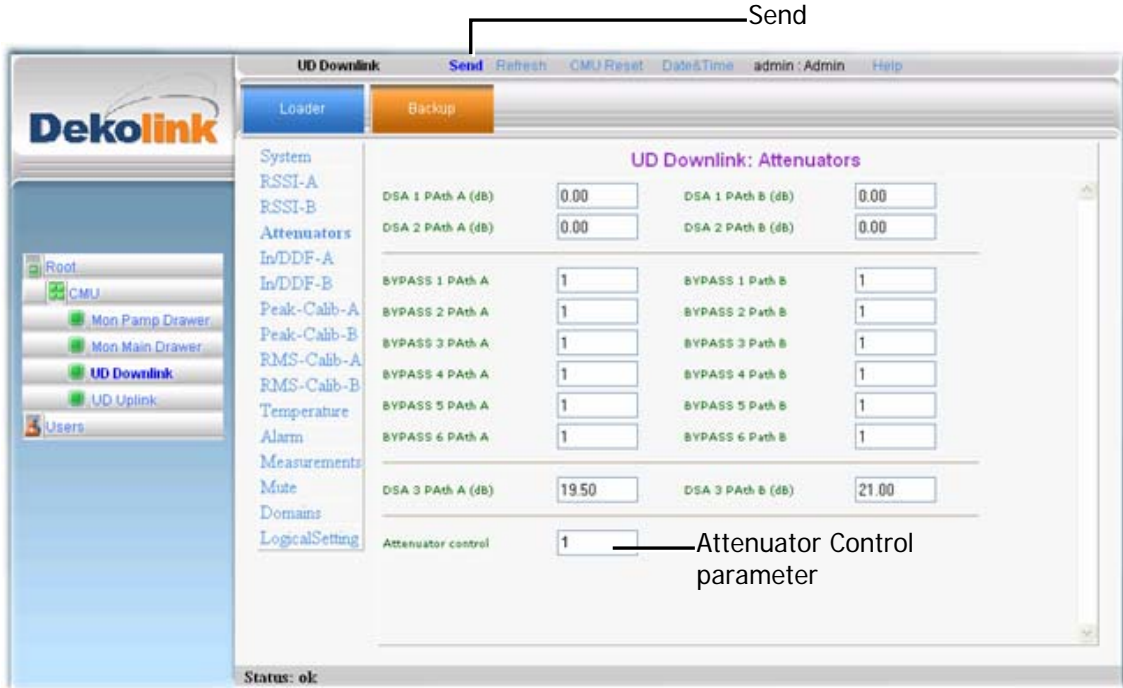 Send
UD Downlink Send Refresh CMU Reset Date&Time admin : Admin Help
Dekolink
Loader Backup
Root
CMU
Mon Pamp Drawer
Mon Main Drawer
UD Downlink
UD Uplink
Users
System
RSSI-A
RSSI-B
Attenuators
In/DDF-A
In/DDF-B
Peak-Calib-A
Peak-Calib-B
RMS-Calib-A
RMS-Calib-B
Temperature
Alarm
Measurements
Mute
Domains
LogicalSetting
UD Downlink: Attenuators
DSA 1 PAth A (dB) 0.00 DSA 1 PAth B (dB) 0.00
DSA 2 PAth A (dB) 0.00 DSA 2 PAth B (dB) 0.00
BYPASS 1 PAth A 1 BYPASS 1 Path B 1
BYPASS 2 PAth A 1 BYPASS 2 Path B 1
BYPASS 3 PAth A 1 BYPASS 3 Path B 1
BYPASS 4 PAth A 1 BYPASS 4 Path B 1
BYPASS 5 PAth A 1 BYPASS 5 Path B 1
BYPASS 6 PAth A 1 BYPASS 6 Path B 1
DSA 3 PAth A (dB) 19.50 DSA 3 PAth B (dB) 21.00
Attenuator control 1
Attenuator Control
parameter
Status: ok